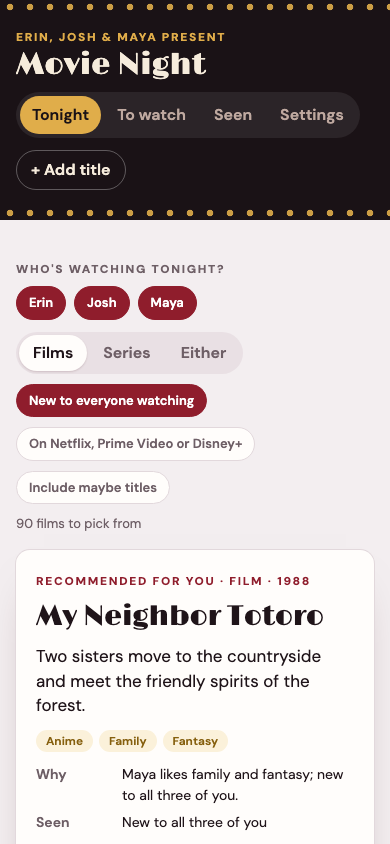 ERIN, JOSH & MAYA PRESENT
Movie Night
Tonight To watch Seen Settings
+ Add title
WHO'S WATCHING TONIGHT?
Erin Josh Maya
Films Series Either
New to everyone watching
On Netflix, Prime Video or Disney+
Include maybe titles
90 films to pick from
RECOMMENDED FOR YOU · FILM · 1988
My Neighbor Totoro
Two sisters move to the countryside
and meet the friendly spirits of the
forest.
Anime Family Fantasy
Why Maya likes family and fantasy; new
to all three of you.
Seen New to all three of you